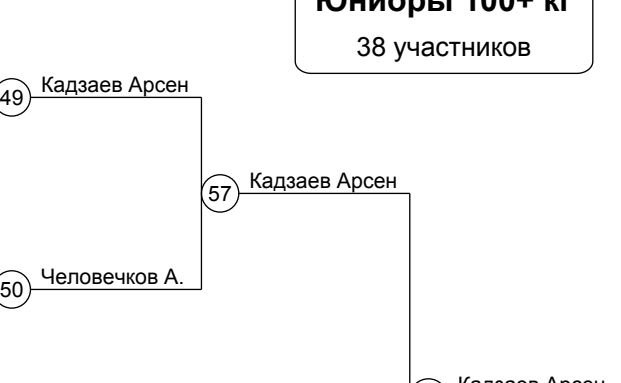 Юниоры 100+ кг
38 участников
49 Кадзаев Арсен
57 Кадзаев Арсен
50 Человечков А.
Кадзаев Арсен